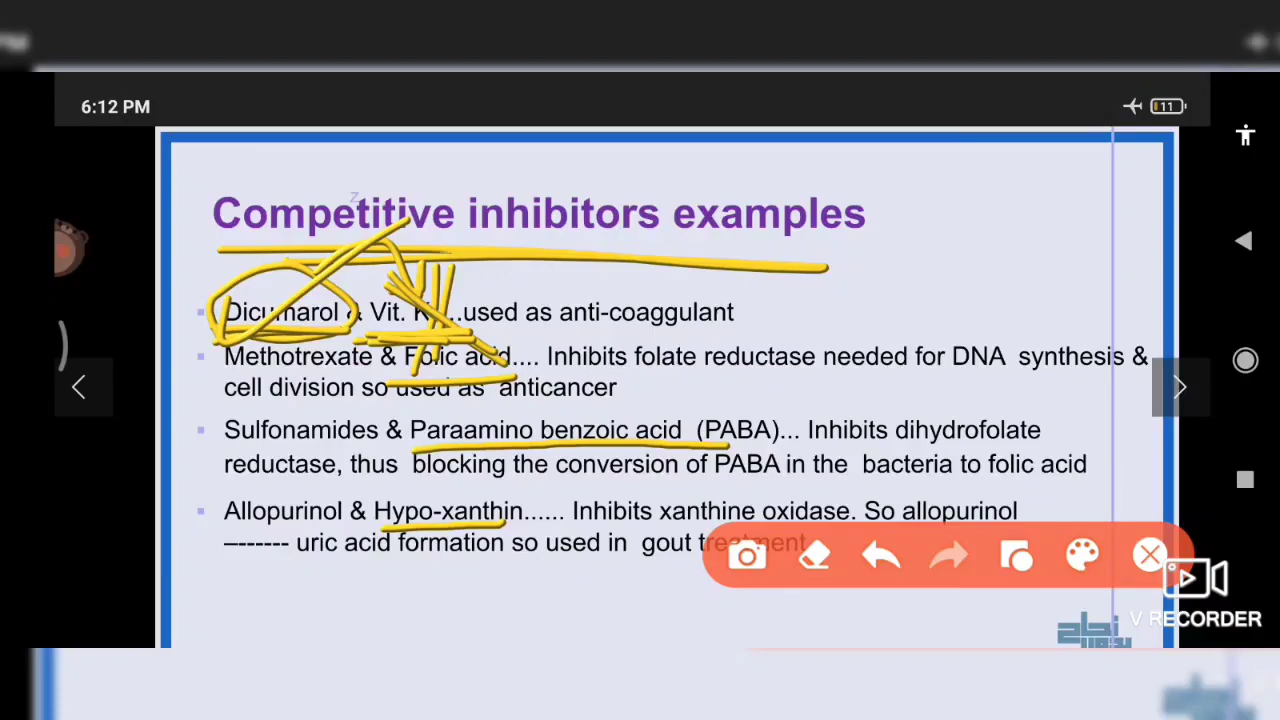 6:12 PM
11
Competitive inhibitors examples
Dicumarol & Vit. K ...used as anti-coaggulant
Methotrexate & Folic acid.... Inhibits folate reductase needed for DNA synthesis &
cell division so used as anticancer
Sulfonamides & Paraamino benzoic acid (PABA)... Inhibits dihydrofolate
reductase, thus blocking the conversion of PABA in the bacteria to folic acid
Allopurinol & Hypo-xanthin...... Inhibits xanthine oxidase. So allopurinol
–------- uric acid formation so used in gout treatment
V RECORDER